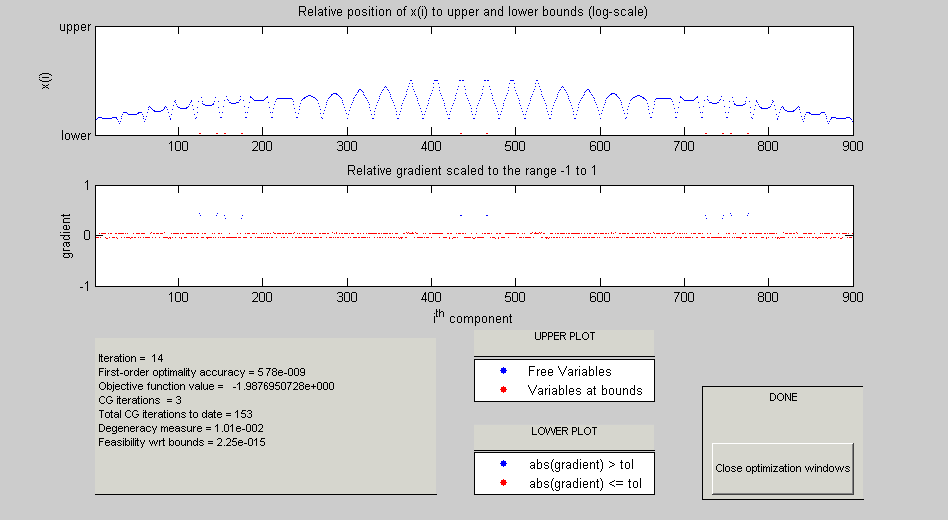 Relative position of x(i) to upper and lower bounds (log-scale)
upper
x(i)
lower
100 200 300 400 500 600 700 800 900
Relative gradient scaled to the range -1 to 1
1
gradient
0
-1
100 200 300 400 500 600 700 800 900
ith component
Iteration = 14
First-order optimality accuracy = 5.78e-009
Objective function value = -1.9876950728e+000
CG iterations = 3
Total CG iterations to date = 153
Degeneracy measure = 1.01e-002
Feasibility wrt bounds = 2.25e-015
UPPER PLOT
Free Variables
Variables at bounds
LOWER PLOT
abs(gradient) > tol
abs(gradient) <= tol
DONE
Close optimization windows